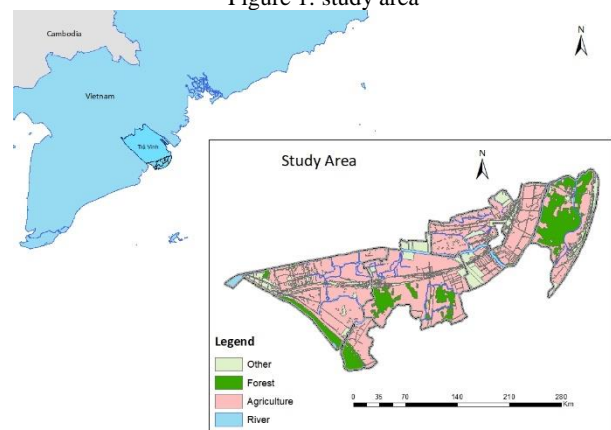 Figure 1: study area
Cambodia
N
Vietnam
Trà Vinh
Study Area
N
Legend
Other
Forest
Agriculture
River
0 35 70 140 210 280
Km